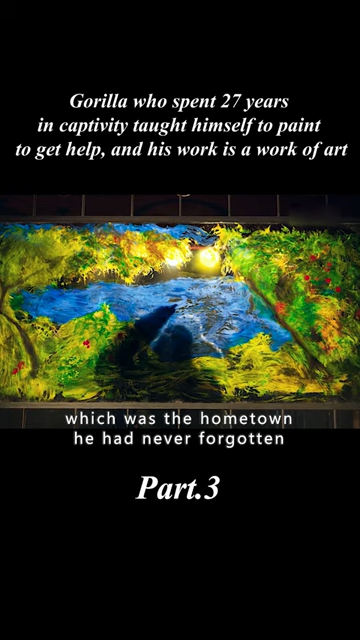 Gorilla who spent 27 years
in captivity taught himself to paint
to get help, and his work is a work of art
which was the hometown
he had never forgotten
Part.3